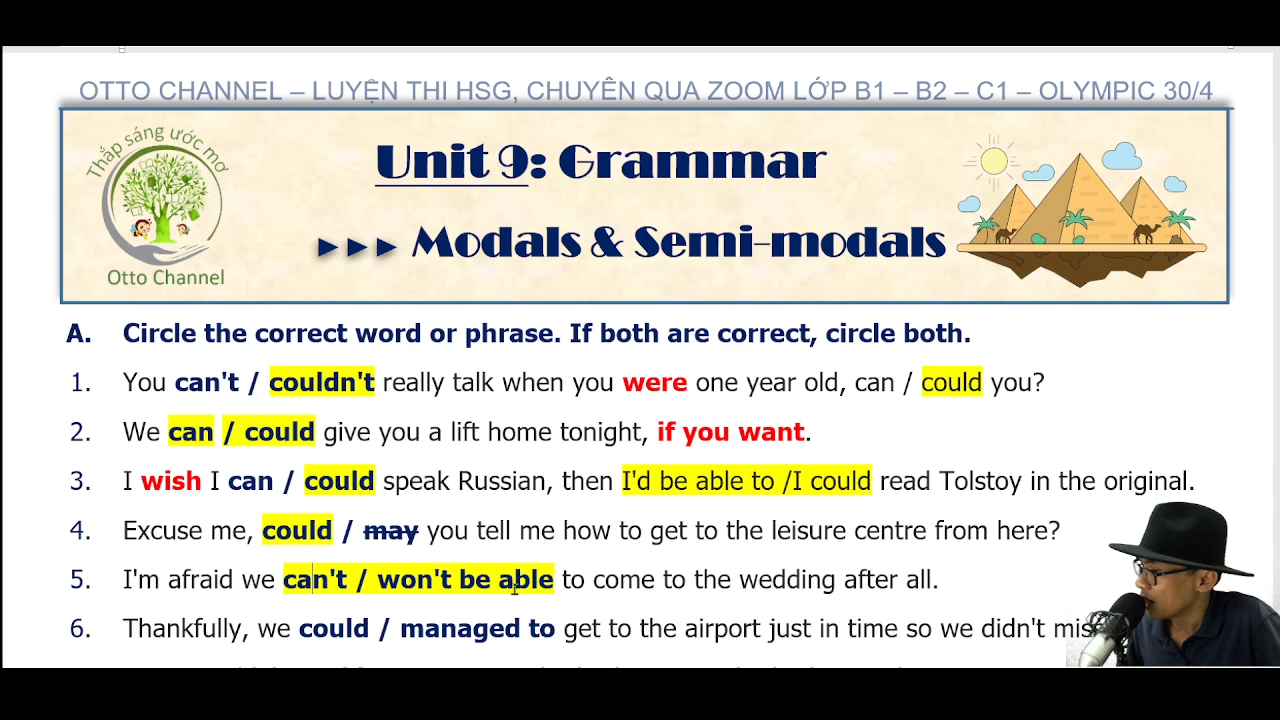 OTTO CHANNEL – LUYỆN THI HSG, CHUYÊN QUA ZOOM LỚP B1 – B2 – C1 – OLYMPIC 30/4
Thắp sáng ước mơ
Otto Channel
Unit 9: Grammar
►►► Modals & Semi-modals
A. Circle the correct word or phrase. If both are correct, circle both.
1. You can't / couldn't really talk when you were one year old, can / could you?
2. We can / could give you a lift home tonight, if you want.
3. I wish I can / could speak Russian, then I'd be able to /I could read Tolstoy in the original.
4. Excuse me, could / may you tell me how to get to the leisure centre from here?
5. I'm afraid we can't / won't be able to come to the wedding after all.
6. Thankfully, we could / managed to get to the airport just in time so we didn't